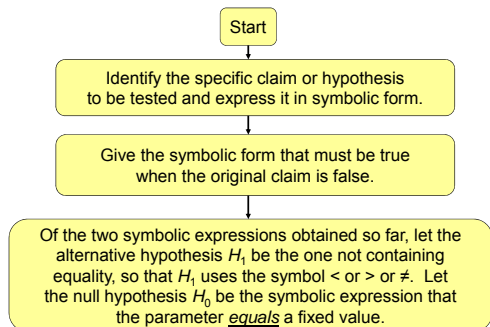 Start
Identify the specific claim or hypothesis
to be tested and express it in symbolic form.
Give the symbolic form that must be true
when the original claim is false.
Of the two symbolic expressions obtained so far, let the
alternative hypothesis H₁ be the one not containing
equality, so that H₁ uses the symbol < or > or ≠. Let
the null hypothesis H₀ be the symbolic expression that
the parameter equals a fixed value.